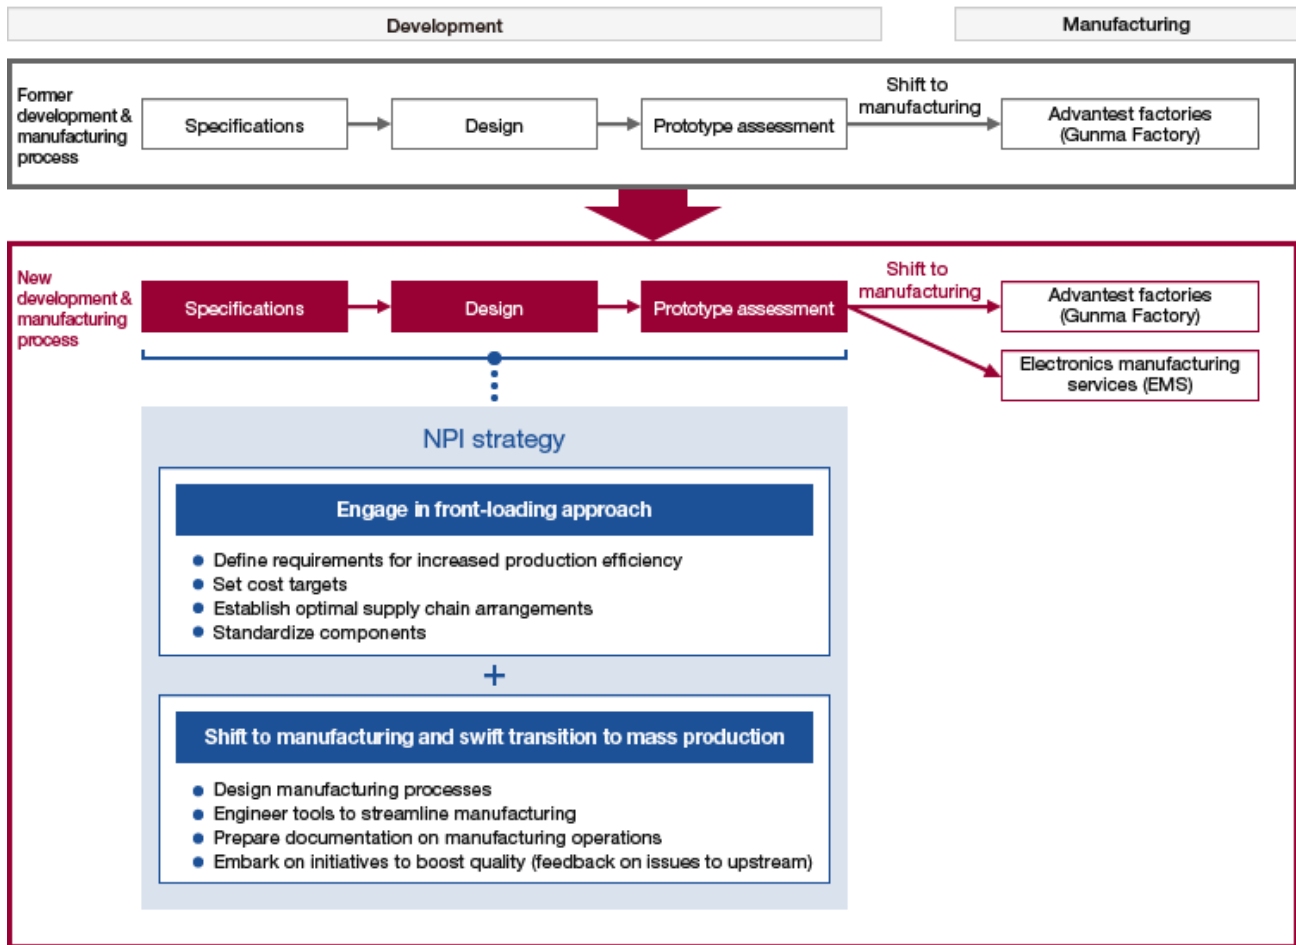 Development
Manufacturing
Former
development &
manufacturing
process
Specifications
Design
Prototype assessment
Shift to
manufacturing
Advantest factories
(Gunma Factory)
New
development &
manufacturing
process
Specifications
Design
Prototype assessment
Shift to
manufacturing
Advantest factories
(Gunma Factory)
Electronics manufacturing
services (EMS)
NPI strategy
Engage in front-loading approach
● Define requirements for increased production efficiency
● Set cost targets
● Establish optimal supply chain arrangements
● Standardize components
+
Shift to manufacturing and swift transition to mass production
● Design manufacturing processes
● Engineer tools to streamline manufacturing
● Prepare documentation on manufacturing operations
● Embark on initiatives to boost quality (feedback on issues to upstream)